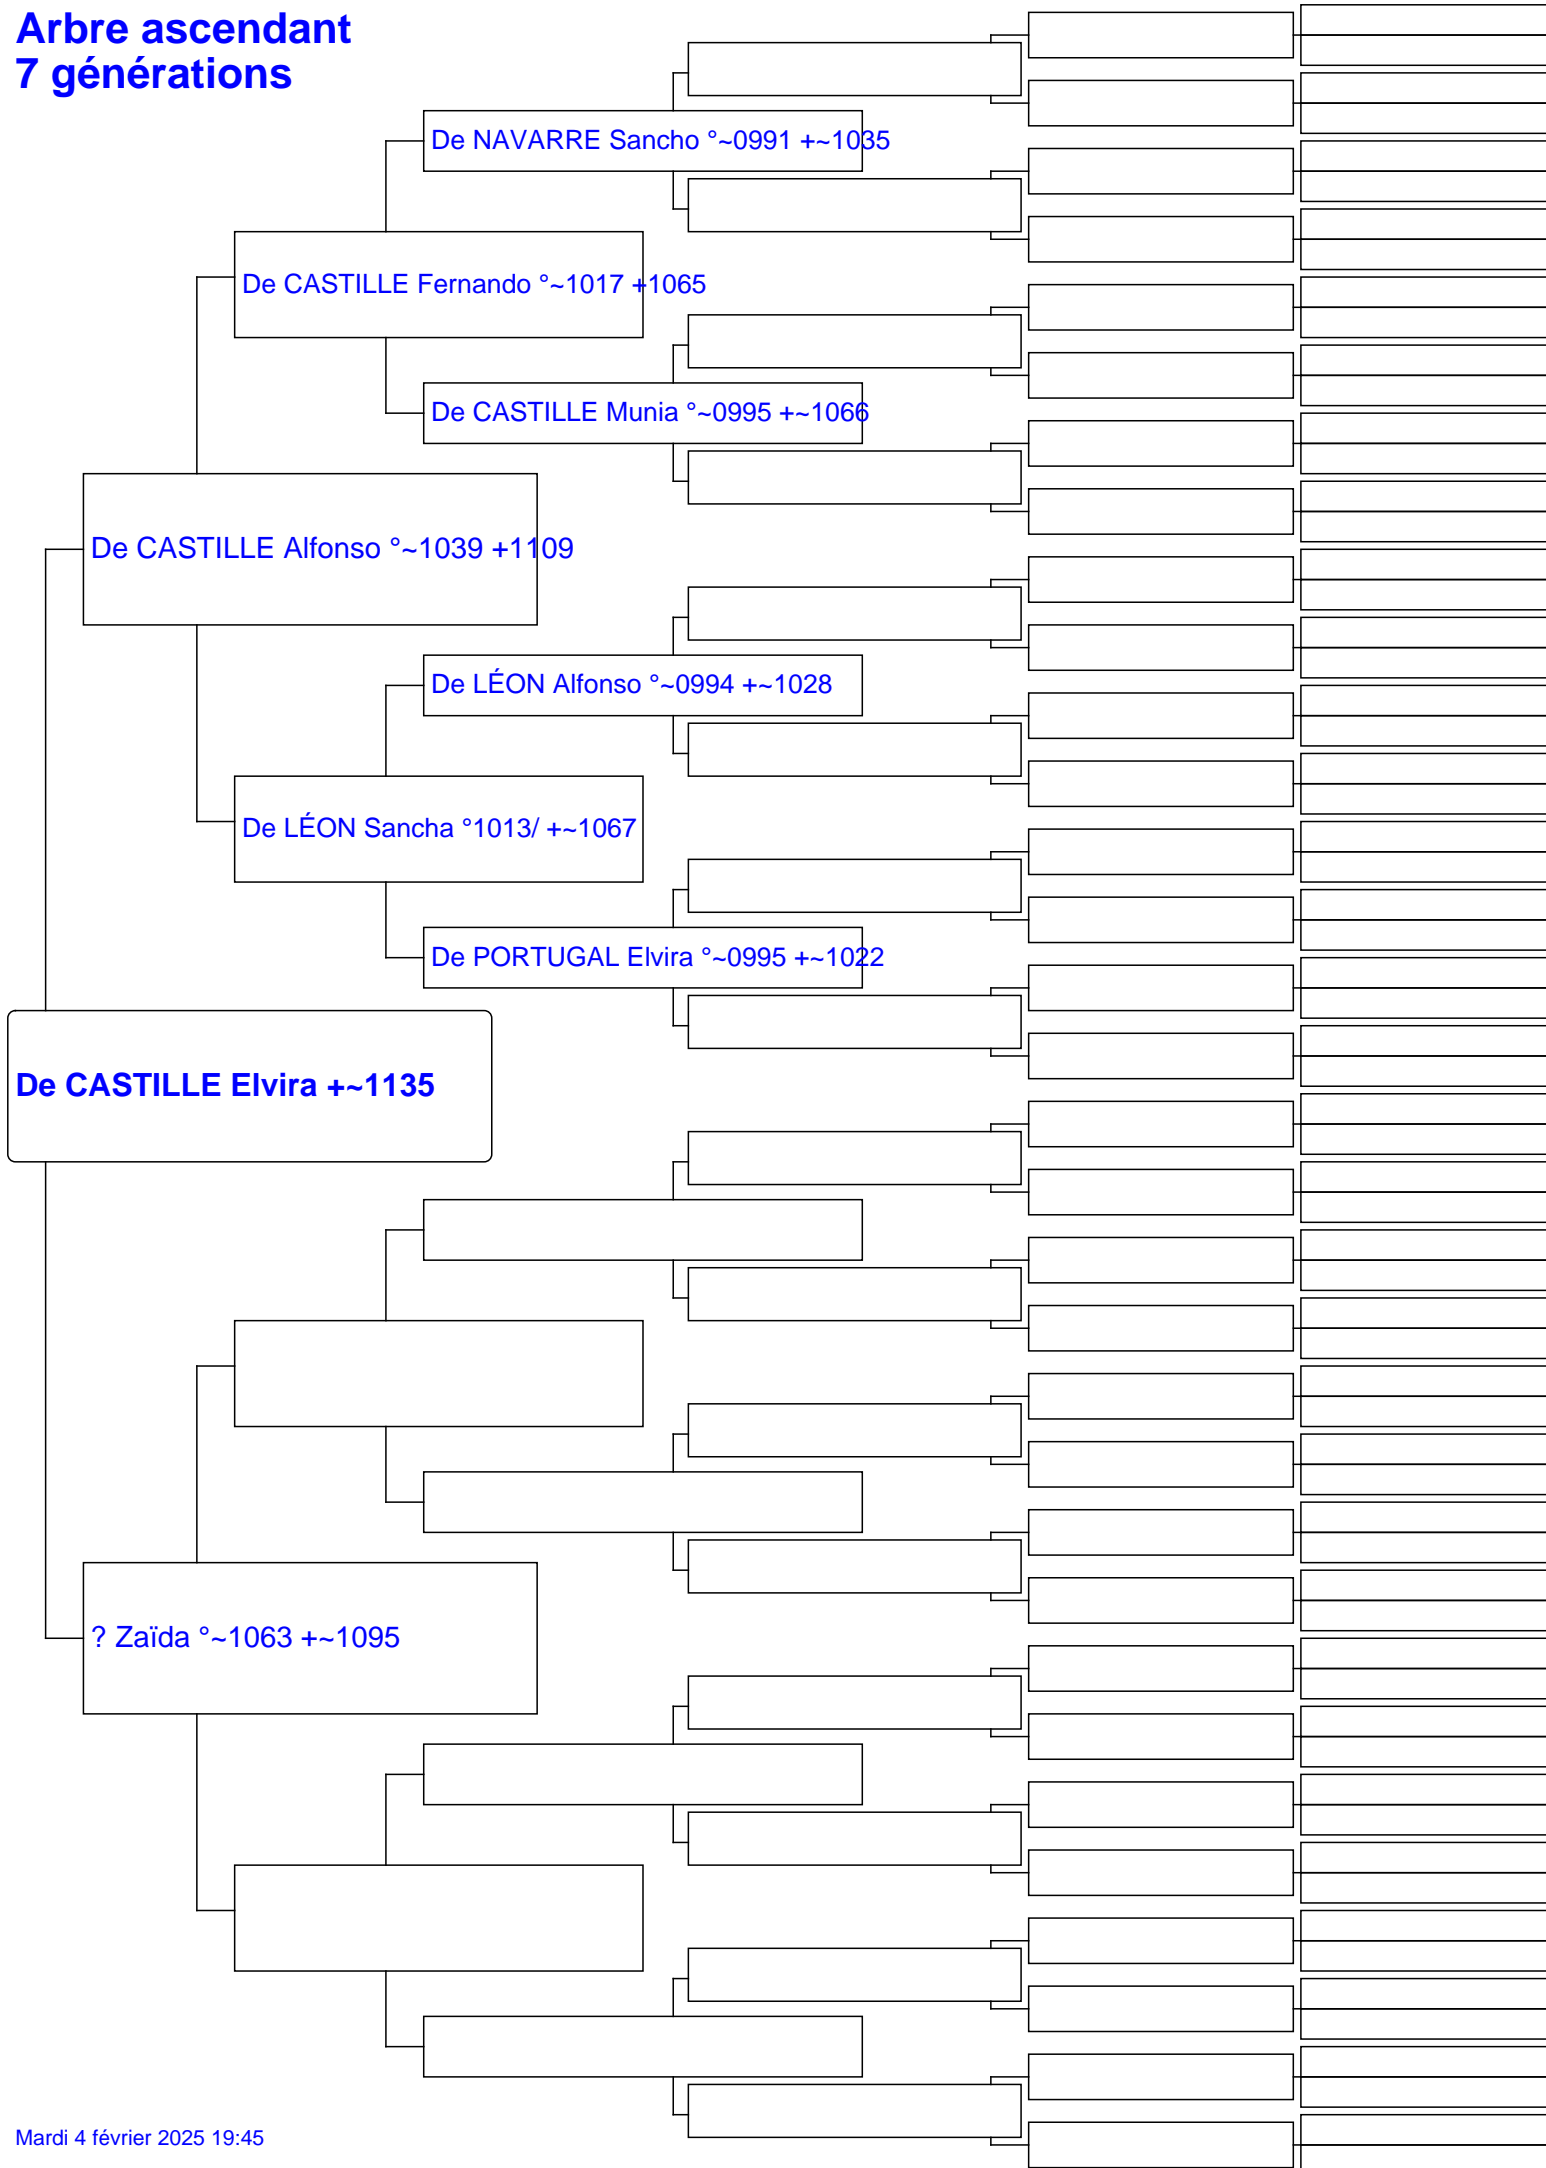 Arbre ascendant
7 générations
De NAVARRE Sancho °~0991 +~1035
De CASTILLE Fernando °~1017 +1065
De CASTILLE Munia °~0995 +~1066
De CASTILLE Alfonso °~1039 +1109
De LÉON Alfonso °~0994 +~1028
De LÉON Sancha °1013/ +~1067
De PORTUGAL Elvira °~0995 +~1022
De CASTILLE Elvira +~1135
? Zaïda °~1063 +~1095
Mardi 4 février 2025 19:45